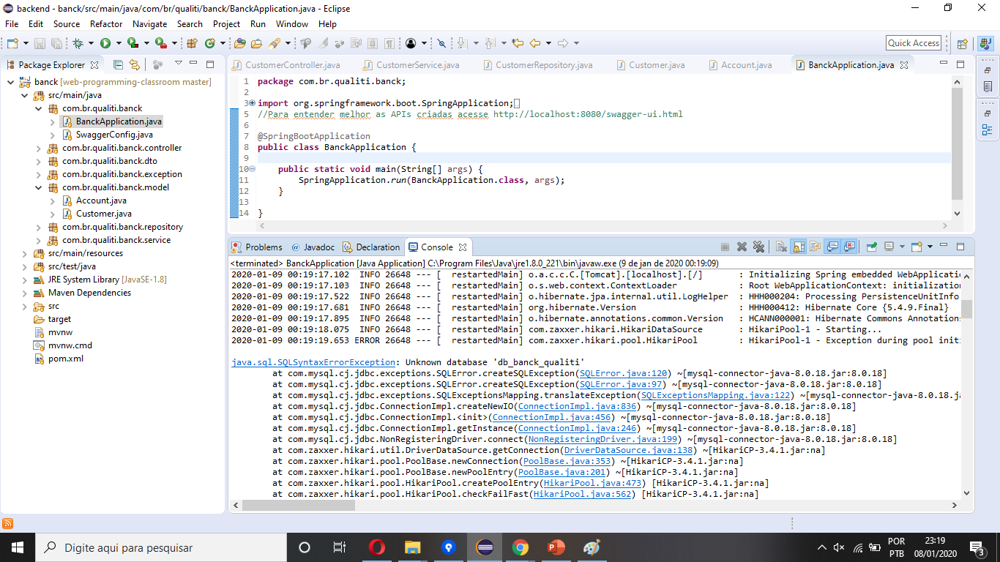 backend - banck/src/main/java/com/br/qualiti/banck/BanckApplication.java - Eclipse
File Edit Source Refactor Navigate Search Project Run Window Help
Quick Access
Package Explorer
banck [web-programming-classroom master]
src/main/java
com.br.qualiti.banck
BanckApplication.java
SwaggerConfig.java
com.br.qualiti.banck.controller
com.br.qualiti.banck.dto
com.br.qualiti.banck.exception
com.br.qualiti.banck.model
Account.java
Customer.java
com.br.qualiti.banck.repository
com.br.qualiti.banck.service
src/main/resources
src/test/java
JRE System Library [JavaSE-1.8]
Maven Dependencies
src
target
mvnw
mvnw.cmd
pom.xml
CustomerController.java CustomerService.java CustomerRepository.java Customer.java Account.java BanckApplication.java
1 package com.br.qualiti.banck;
2
3 import org.springframework.boot.SpringApplication;
5 //Para entender melhor as APIs criadas acesse http://localhost:8080/swagger-ui.html
6
7 @SpringBootApplication
8 public class BanckApplication {
9
10 public static void main(String[] args) {
11 SpringApplication.run(BanckApplication.class, args);
12 }
13
14 }
Problems @ Javadoc Declaration Console
<terminated> BanckApplication [Java Application] C:\Program Files\Java\jre1.8.0_221\bin\javaw.exe (9 de jan de 2020 00:19:09)
2020-01-09 00:19:17.102 INFO 26648 --- [ restartedMain] o.a.c.c.C.[Tomcat].[localhost].[/] : Initializing Spring embedded WebApplicati
2020-01-09 00:19:17.103 INFO 26648 --- [ restartedMain] o.s.web.context.ContextLoader : Root WebApplicationContext: initialization
2020-01-09 00:19:17.522 INFO 26648 --- [ restartedMain] o.hibernate.jpa.internal.util.LogHelper : HHH000204: Processing PersistenceUnitInfo
2020-01-09 00:19:17.681 INFO 26648 --- [ restartedMain] org.hibernate.Version : HHH000412: Hibernate Core {5.4.9.Final}
2020-01-09 00:19:17.895 INFO 26648 --- [ restartedMain] o.hibernate.annotations.common.Version : HCANN000001: Hibernate Commons Annotations
2020-01-09 00:19:18.075 INFO 26648 --- [ restartedMain] com.zaxxer.hikari.HikariDataSource : HikariPool-1 - Starting...
2020-01-09 00:19:19.653 ERROR 26648 --- [ restartedMain] com.zaxxer.hikari.pool.HikariPool : HikariPool-1 - Exception during pool init
java.sql.SQLSyntaxErrorException: Unknown database 'db_banck_qualiti'
at com.mysql.cj.jdbc.exceptions.SQLError.createSQLException(SQLError.java:120) ~[mysql-connector-java-8.0.18.jar:8.0.18]
at com.mysql.cj.jdbc.exceptions.SQLError.createSQLException(SQLError.java:97) ~[mysql-connector-java-8.0.18.jar:8.0.18]
at com.mysql.cj.jdbc.exceptions.SQLExceptionsMapping.translateException(SQLExceptionsMapping.java:122) ~[mysql-connector-java-8.0.18.j
at com.mysql.cj.jdbc.ConnectionImpl.createNewIO(ConnectionImpl.java:836) ~[mysql-connector-java-8.0.18.jar:8.0.18]
at com.mysql.cj.jdbc.ConnectionImpl.<init>(ConnectionImpl.java:456) ~[mysql-connector-java-8.0.18.jar:8.0.18]
at com.mysql.cj.jdbc.ConnectionImpl.getInstance(ConnectionImpl.java:246) ~[mysql-connector-java-8.0.18.jar:8.0.18]
at com.mysql.cj.jdbc.NonRegisteringDriver.connect(NonRegisteringDriver.java:199) ~[mysql-connector-java-8.0.18.jar:8.0.18]
at com.zaxxer.hikari.util.DriverDataSource.getConnection(DriverDataSource.java:138) ~[HikariCP-3.4.1.jar:na]
at com.zaxxer.hikari.pool.PoolBase.newConnection(PoolBase.java:353) ~[HikariCP-3.4.1.jar:na]
at com.zaxxer.hikari.pool.PoolBase.newPoolEntry(PoolBase.java:201) ~[HikariCP-3.4.1.jar:na]
at com.zaxxer.hikari.pool.HikariPool.createPoolEntry(HikariPool.java:473) [HikariCP-3.4.1.jar:na]
at com.zaxxer.hikari.pool.HikariPool.checkFailFast(HikariPool.java:562) [HikariCP-3.4.1.jar:na]
Digite aqui para pesquisar
POR
PTB
23:19
08/01/2020
3